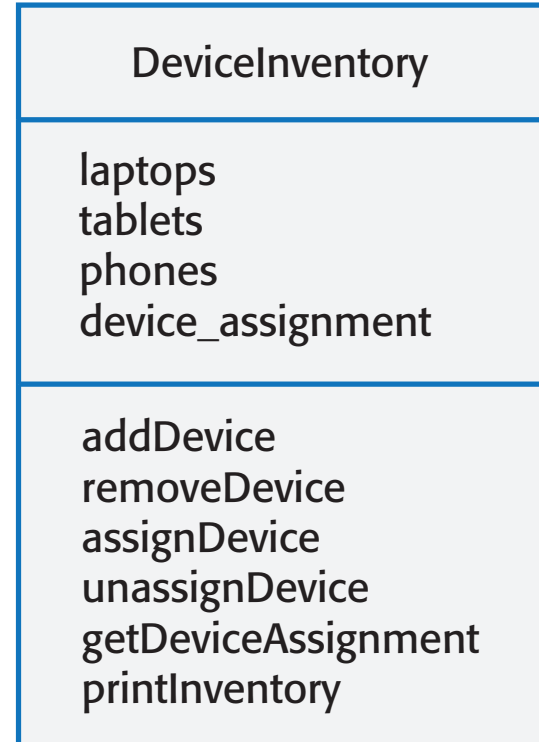 DeviceInventory
laptops
tablets
phones
device_assignment
addDevice
removeDevice
assignDevice
unassignDevice
getDeviceAssignment
printInventory